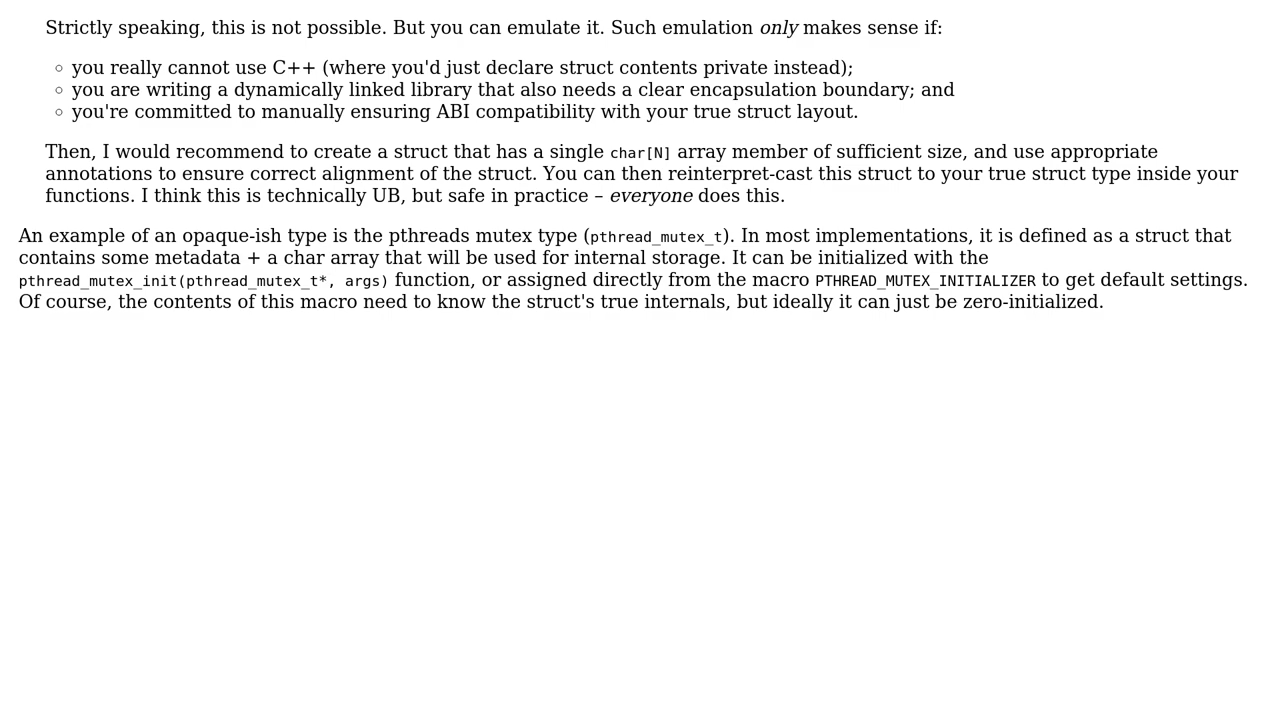 Strictly speaking, this is not possible. But you can emulate it. Such emulation only makes sense if:
◦ you really cannot use C++ (where you'd just declare struct contents private instead);
◦ you are writing a dynamically linked library that also needs a clear encapsulation boundary; and
◦ you're committed to manually ensuring ABI compatibility with your true struct layout.
Then, I would recommend to create a struct that has a single char[N] array member of sufficient size, and use appropriate
annotations to ensure correct alignment of the struct. You can then reinterpret-cast this struct to your true struct type inside your
functions. I think this is technically UB, but safe in practice – everyone does this.
An example of an opaque-ish type is the pthreads mutex type (pthread_mutex_t). In most implementations, it is defined as a struct that
contains some metadata + a char array that will be used for internal storage. It can be initialized with the
pthread_mutex_init(pthread_mutex_t*, args) function, or assigned directly from the macro PTHREAD_MUTEX_INITIALIZER to get default settings.
Of course, the contents of this macro need to know the struct's true internals, but ideally it can just be zero-initialized.